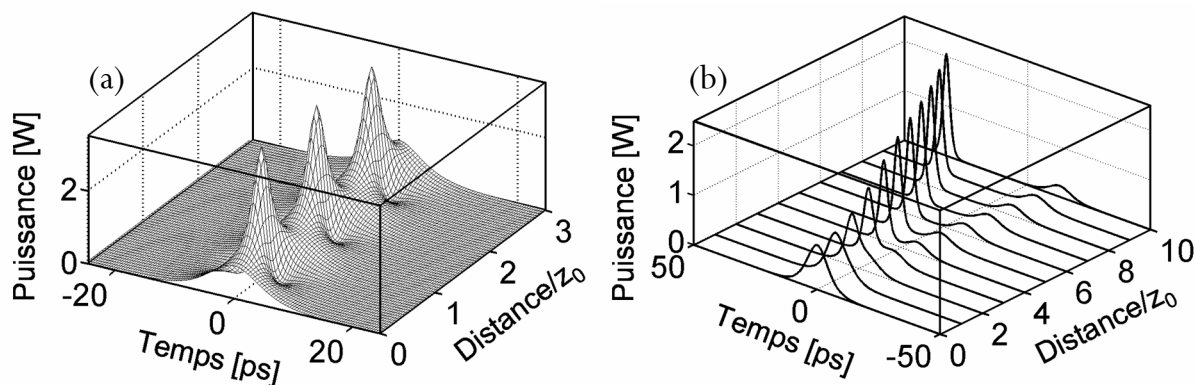 (a)
Puissance [W]
2
0
-20
0
20
Temps [ps]
0
1
2
3
Distance/z₀
(b)
Puissance [W]
2
1
0
50
0
-50
Temps [ps]
0
2
4
6
8
10
Distance/z₀